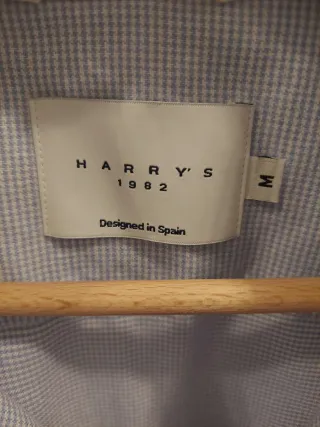 HARRY'S
1982
Designed in Spain
M